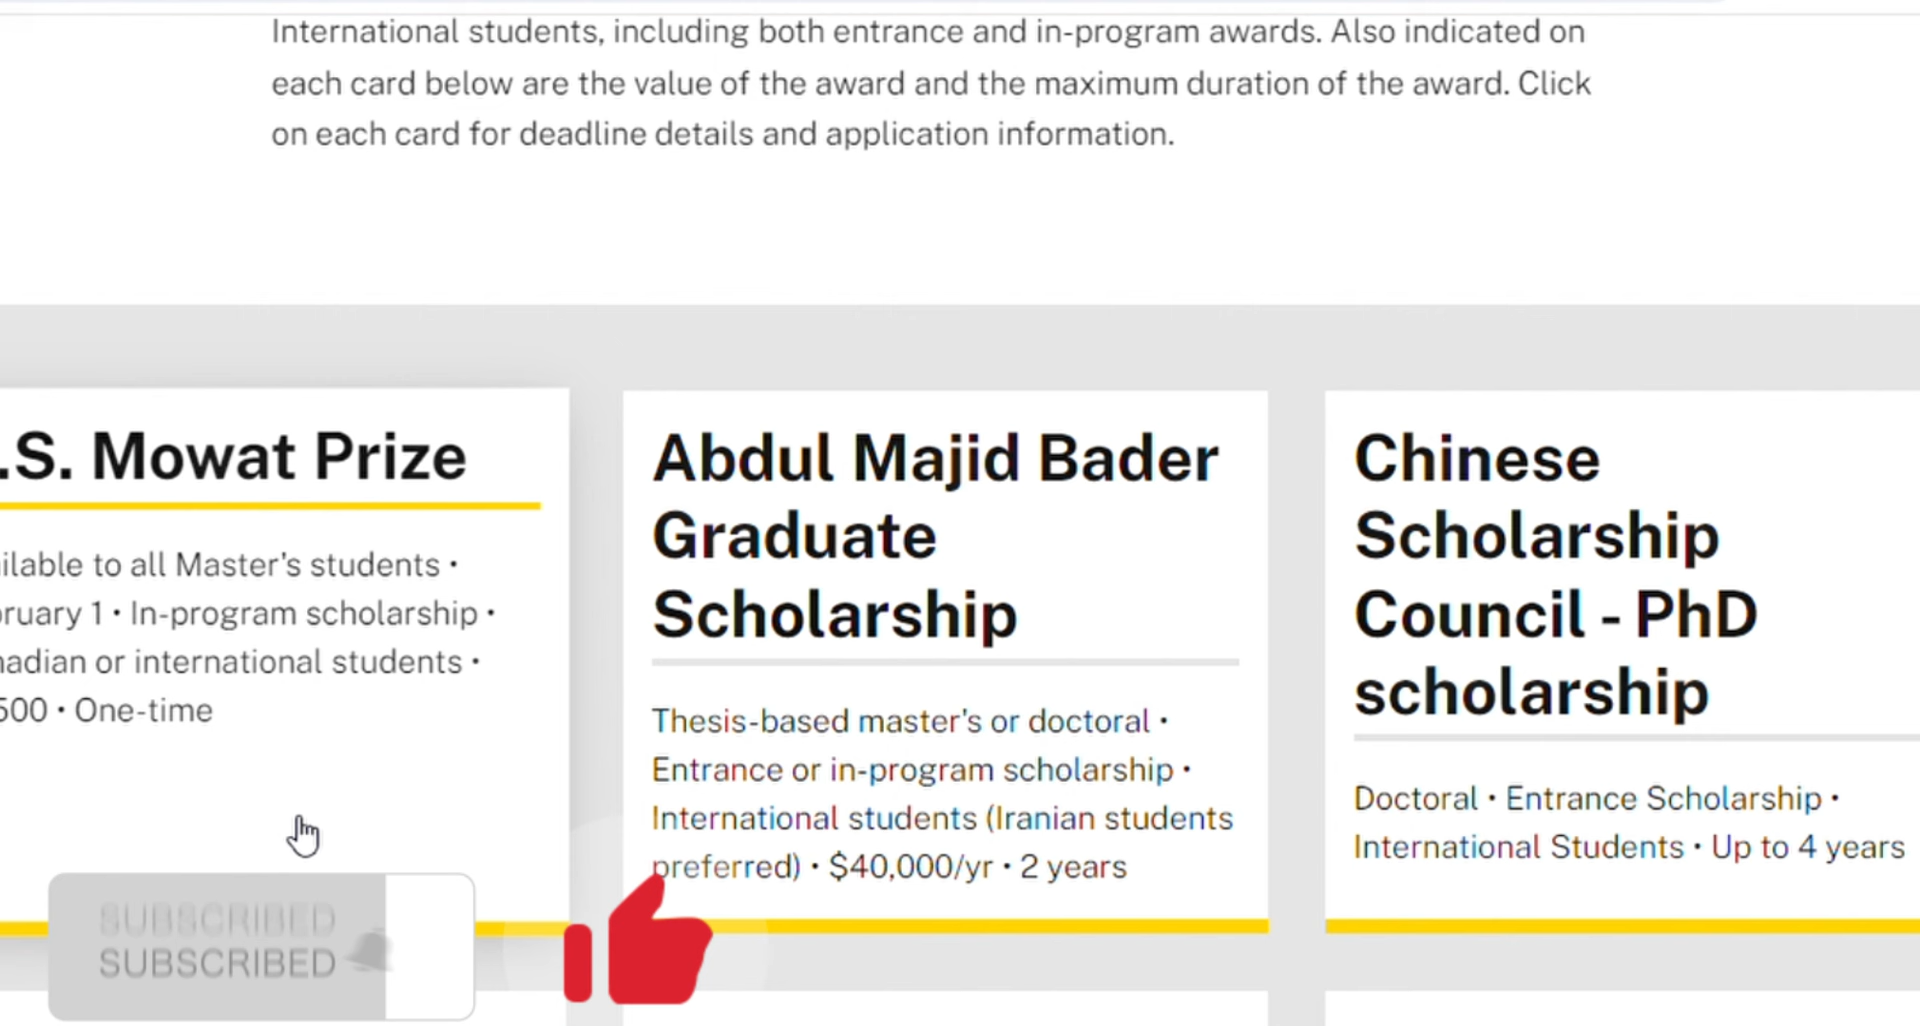 International students, including both entrance and in-program awards. Also indicated on
each card below are the value of the award and the maximum duration of the award. Click
on each card for deadline details and application information.
.S. Mowat Prize
ilable to all Master's students •
ruary 1 • In-program scholarship •
nadian or international students •
500 • One-time
Abdul Majid Bader
Graduate
Scholarship
Thesis-based master's or doctoral •
Entrance or in-program scholarship •
International students (Iranian students
preferred) • $40,000/yr • 2 years
Chinese
Scholarship
Council - PhD
scholarship
Doctoral • Entrance Scholarship •
International Students • Up to 4 years
SUBSCRIBED
SUBSCRIBED